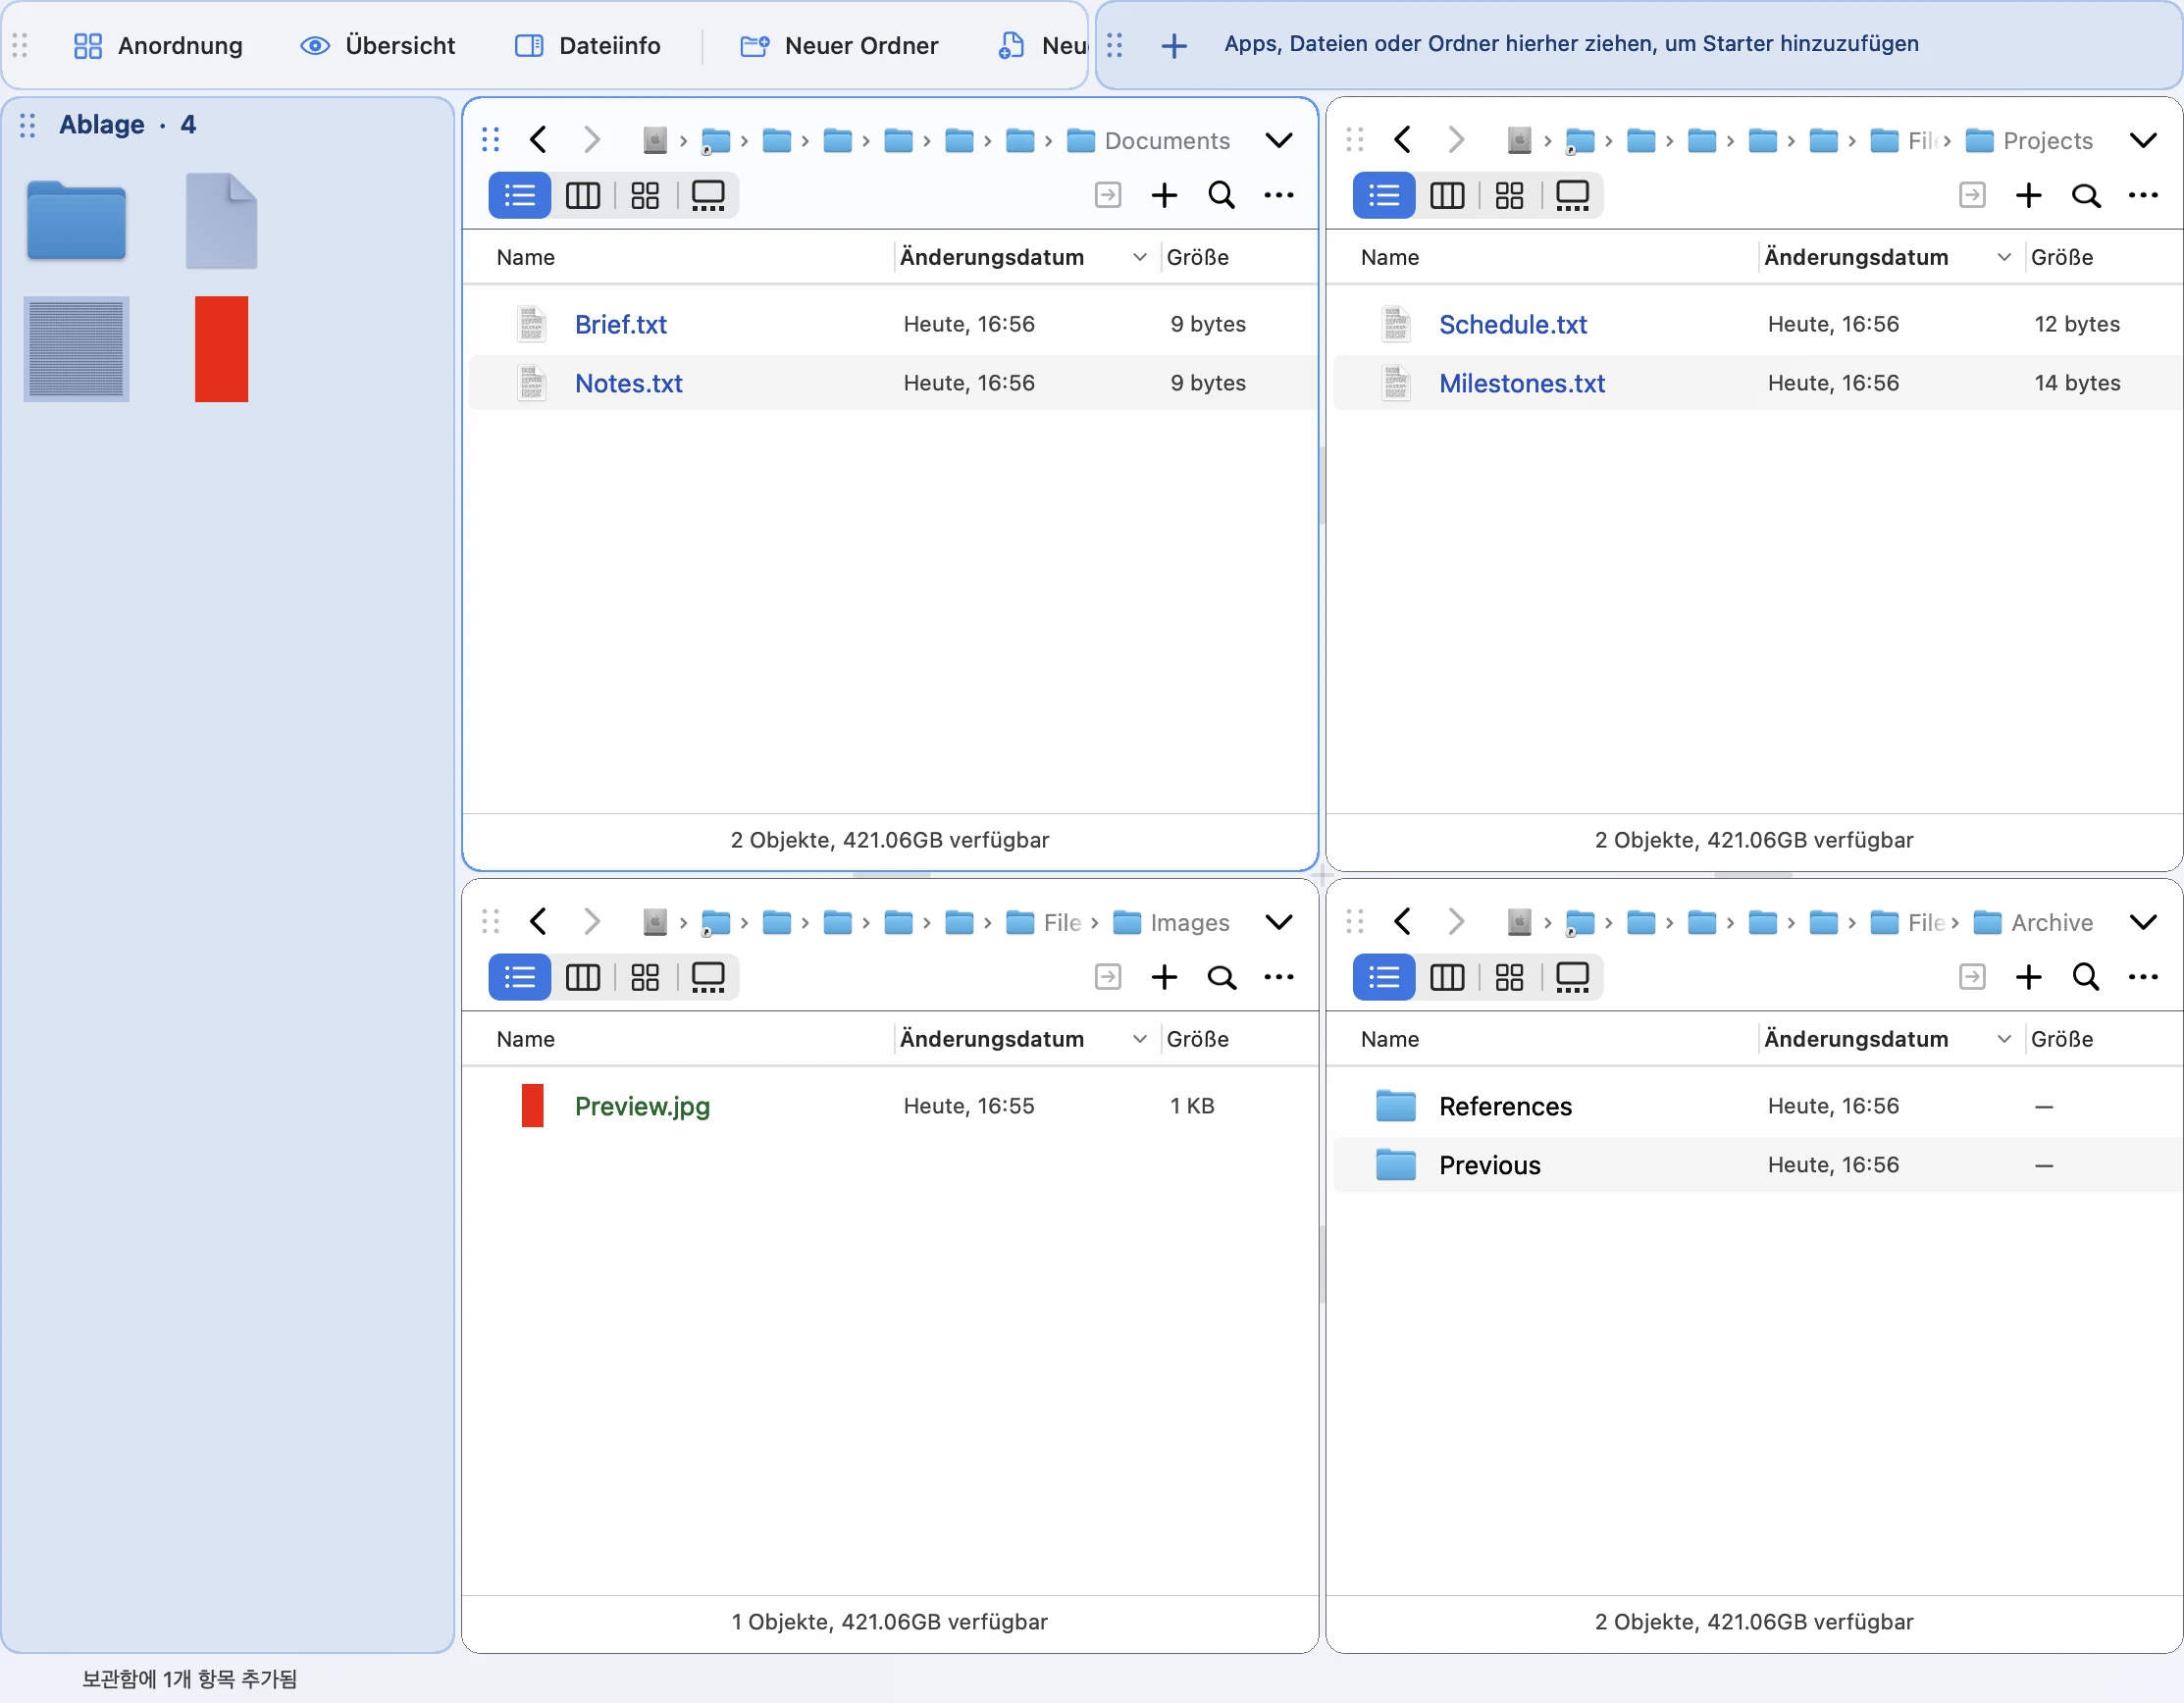 Anordnung Übersicht Dateiinfo Neuer Ordner
Apps, Dateien oder Ordner hierher ziehen, um Starter hinzuzufügen
Ablage · 4
Documents
Name Änderungsdatum Größe
Brief.txt Heute, 16:56 9 bytes
Notes.txt Heute, 16:56 9 bytes
2 Objekte, 421.06GB verfügbar
Projects
Name Änderungsdatum Größe
Schedule.txt Heute, 16:56 12 bytes
Milestones.txt Heute, 16:56 14 bytes
2 Objekte, 421.06GB verfügbar
File Images
Name Änderungsdatum Größe
Preview.jpg Heute, 16:55 1 KB
1 Objekte, 421.06GB verfügbar
File Archive
Name Änderungsdatum Größe
References Heute, 16:56 —
Previous Heute, 16:56 —
2 Objekte, 421.06GB verfügbar
보관함에 1개 항목 추가됨